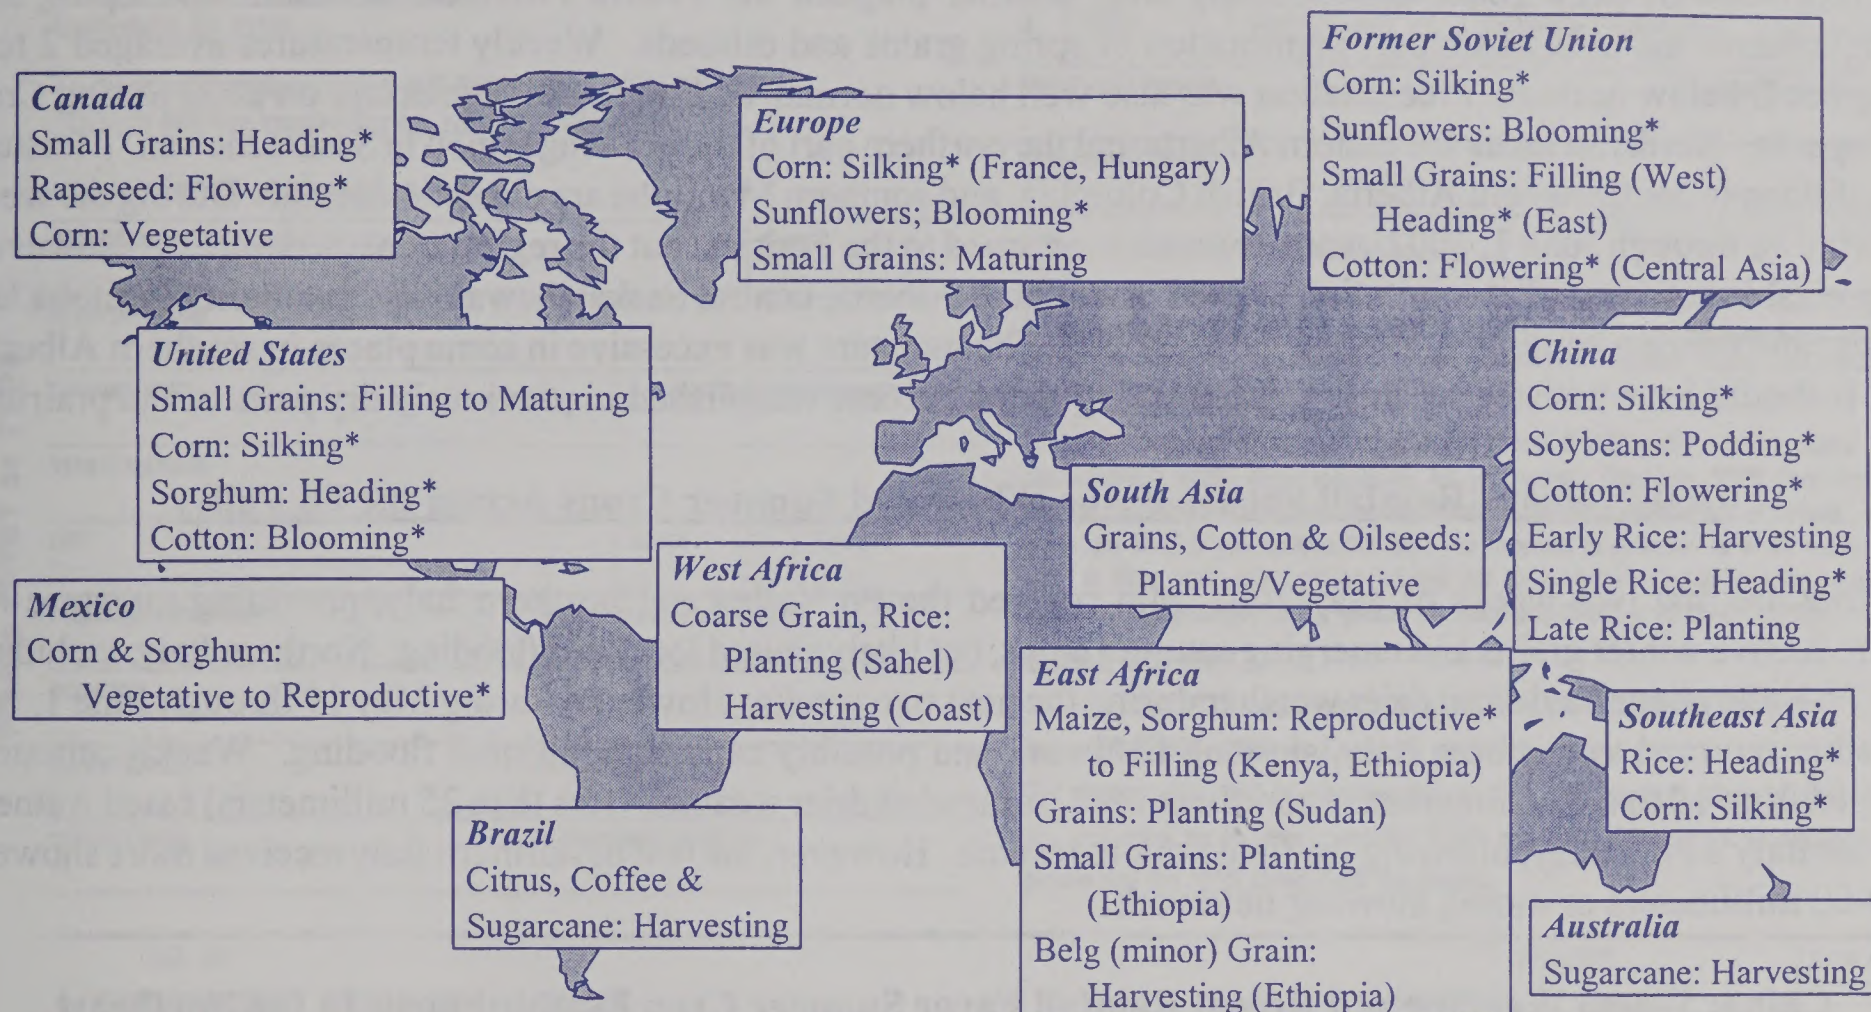 Canada
Small Grains: Heading*
Rapeseed: Flowering*
Corn: Vegetative
Europe
Corn: Silking* (France, Hungary)
Sunflowers; Blooming*
Small Grains: Maturing
Former Soviet Union
Corn: Silking*
Sunflowers: Blooming*
Small Grains: Filling (West)
Heading* (East)
Cotton: Flowering* (Central Asia)
United States
Small Grains: Filling to Maturing
Corn: Silking*
Sorghum: Heading*
Cotton: Blooming*
China
Corn: Silking*
Soybeans: Podding*
Cotton: Flowering*
Early Rice: Harvesting
Single Rice: Heading*
Late Rice: Planting
South Asia
Grains, Cotton & Oilseeds:
Planting/Vegetative
Mexico
Corn & Sorghum:
Vegetative to Reproductive*
West Africa
Coarse Grain, Rice:
Planting (Sahel)
Harvesting (Coast)
East Africa
Maize, Sorghum: Reproductive*
to Filling (Kenya, Ethiopia)
Grains: Planting (Sudan)
Small Grains: Planting
(Ethiopia)
Belg (minor) Grain:
Harvesting (Ethiopia)
Southeast Asia
Rice: Heading*
Corn: Silking*
Brazil
Citrus, Coffee &
Sugarcane: Harvesting
Australia
Sugarcane: Harvesting